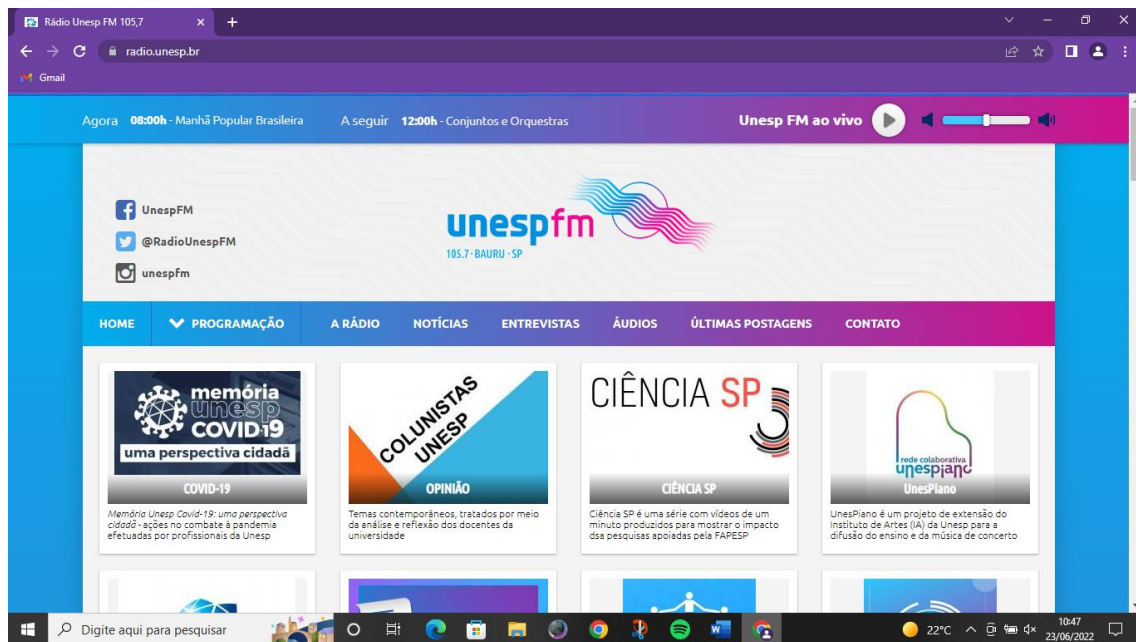 Rádio Unesp FM 105,7
radio.unesp.br
Gmail
Agora 08:00h - Manhã Popular Brasileira A seguir 12:00h - Conjuntos e Orquestras Unesp FM ao vivo
UnespFM
@RadioUnespFM
unespfm
unespfm
105.7 · BAURU · SP
HOME PROGRAMAÇÃO A RÁDIO NOTÍCIAS ENTREVISTAS ÁUDIOS ÚLTIMAS POSTAGENS CONTATO
memória
unesp
COVID-19
uma perspectiva cidadã
COVID-19
Memória Unesp Covid-19: uma perspectiva
cidadã - ações no combate à pandemia
efetuadas por profissionais da Unesp
COLUNISTAS
UNESP
OPINIÃO
Temas contemporâneos, tratados por meio
da análise e reflexão dos docentes da
universidade
CIÊNCIA SP
CIÊNCIA SP
Ciência SP é uma série com vídeos de um
minuto produzidos para mostrar o impacto
dsa pesquisas apoiadas pela FAPESP
rede colaborativa
unespiano
UnesPiano
UnesPiano é um projeto de extensão do
Instituto de Artes (IA) da Unesp para a
difusão do ensino e da música de concerto
Digite aqui para pesquisar
22°C
10:47
23/06/2022